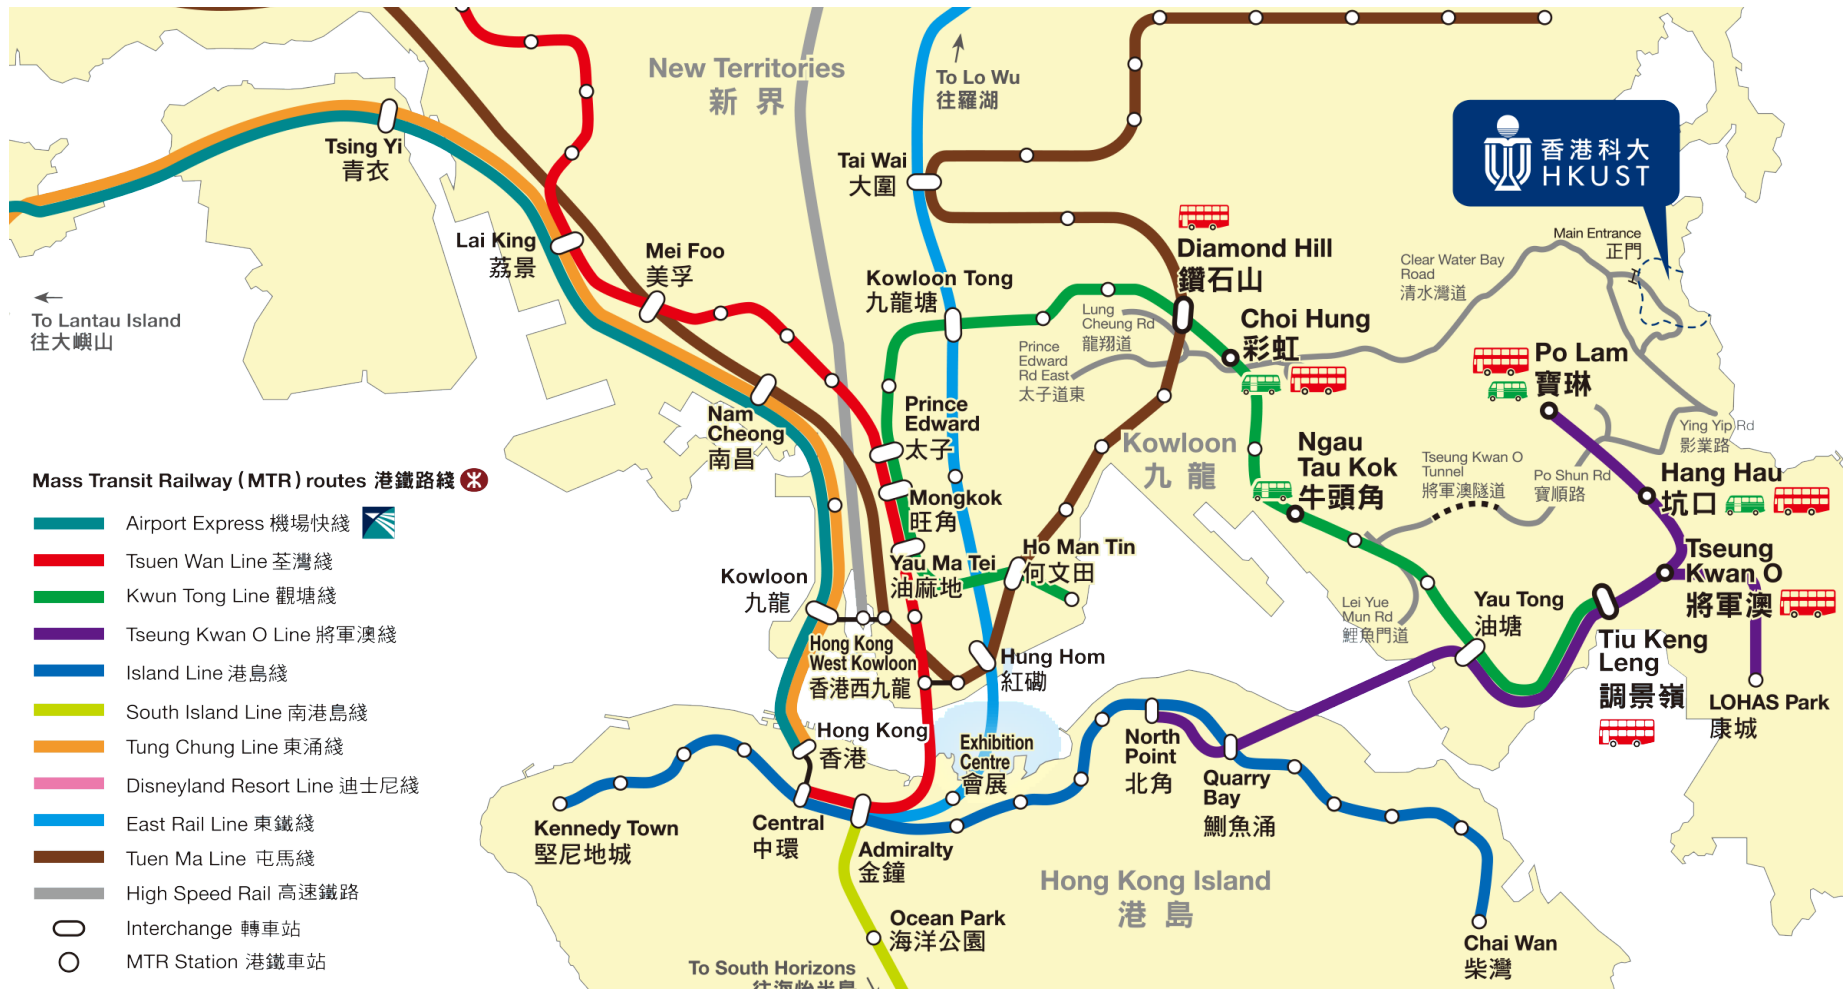 New Territories
新 界
To Lo Wu
往羅湖
香港科大
HKUST
Tsing Yi
青衣
Tai Wai
大圍
Lai King
荔景
Mei Foo
美孚
Diamond Hill
鑽石山
Main Entrance
正門
Clear Water Bay
Road
清水灣道
Kowloon Tong
九龍塘
To Lantau Island
往大嶼山
Lung
Cheung Rd
龍翔道
Choi Hung
彩虹
Prince
Edward
Rd East
太子道東
Po Lam
寶琳
Nam
Cheong
南昌
Prince
Edward
太子
Kowloon
九 龍
Ngau
Tau Kok
牛頭角
Ying Yip Rd
影業路
Tseung Kwan O
Tunnel
將軍澳隧道
Po Shun Rd
寶順路
Hang Hau
坑口
Mongkok
旺角
Yau Ma Tei
油麻地
Ho Man Tin
何文田
Tseung
Kwan O
將軍澳
Kowloon
九龍
Lei Yue
Mun Rd
鯉魚門道
Yau Tong
油塘
Tiu Keng
Leng
調景嶺
Hong Kong
West Kowloon
香港西九龍
Hung Hom
紅磡
LOHAS Park
康城
Hong Kong
香港
Exhibition
Centre
會展
North
Point
北角
Quarry
Bay
鰂魚涌
Kennedy Town
堅尼地城
Central
中環
Admiralty
金鐘
Hong Kong Island
港 島
Ocean Park
海洋公園
Chai Wan
柴灣
To South Horizons
往海怡半島
Mass Transit Railway (MTR) routes 港鐵路綫
Airport Express 機場快綫
Tsuen Wan Line 荃灣綫
Kwun Tong Line 觀塘綫
Tseung Kwan O Line 將軍澳綫
Island Line 港島綫
South Island Line 南港島綫
Tung Chung Line 東涌綫
Disneyland Resort Line 迪士尼綫
East Rail Line 東鐵綫
Tuen Ma Line 屯馬綫
High Speed Rail 高速鐵路
Interchange 轉車站
MTR Station 港鐵車站